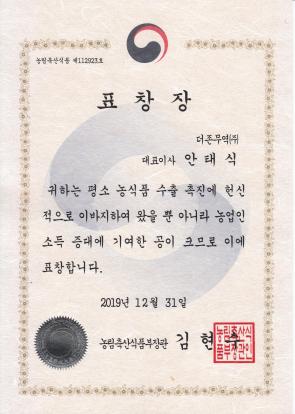 농림축산식품 제112923호
표창장
더존무역(주)
대표이사 안태식
귀하는 평소 농식품 수출 촉진에 헌신
적으로 이바지하여 왔을 뿐 아니라 농업인
소득 증대에 기여한 공이 크므로 이에
표창합니다.
2019년 12월 31일
농림축산식품부장관 김현수
농림축산식
품부장관인